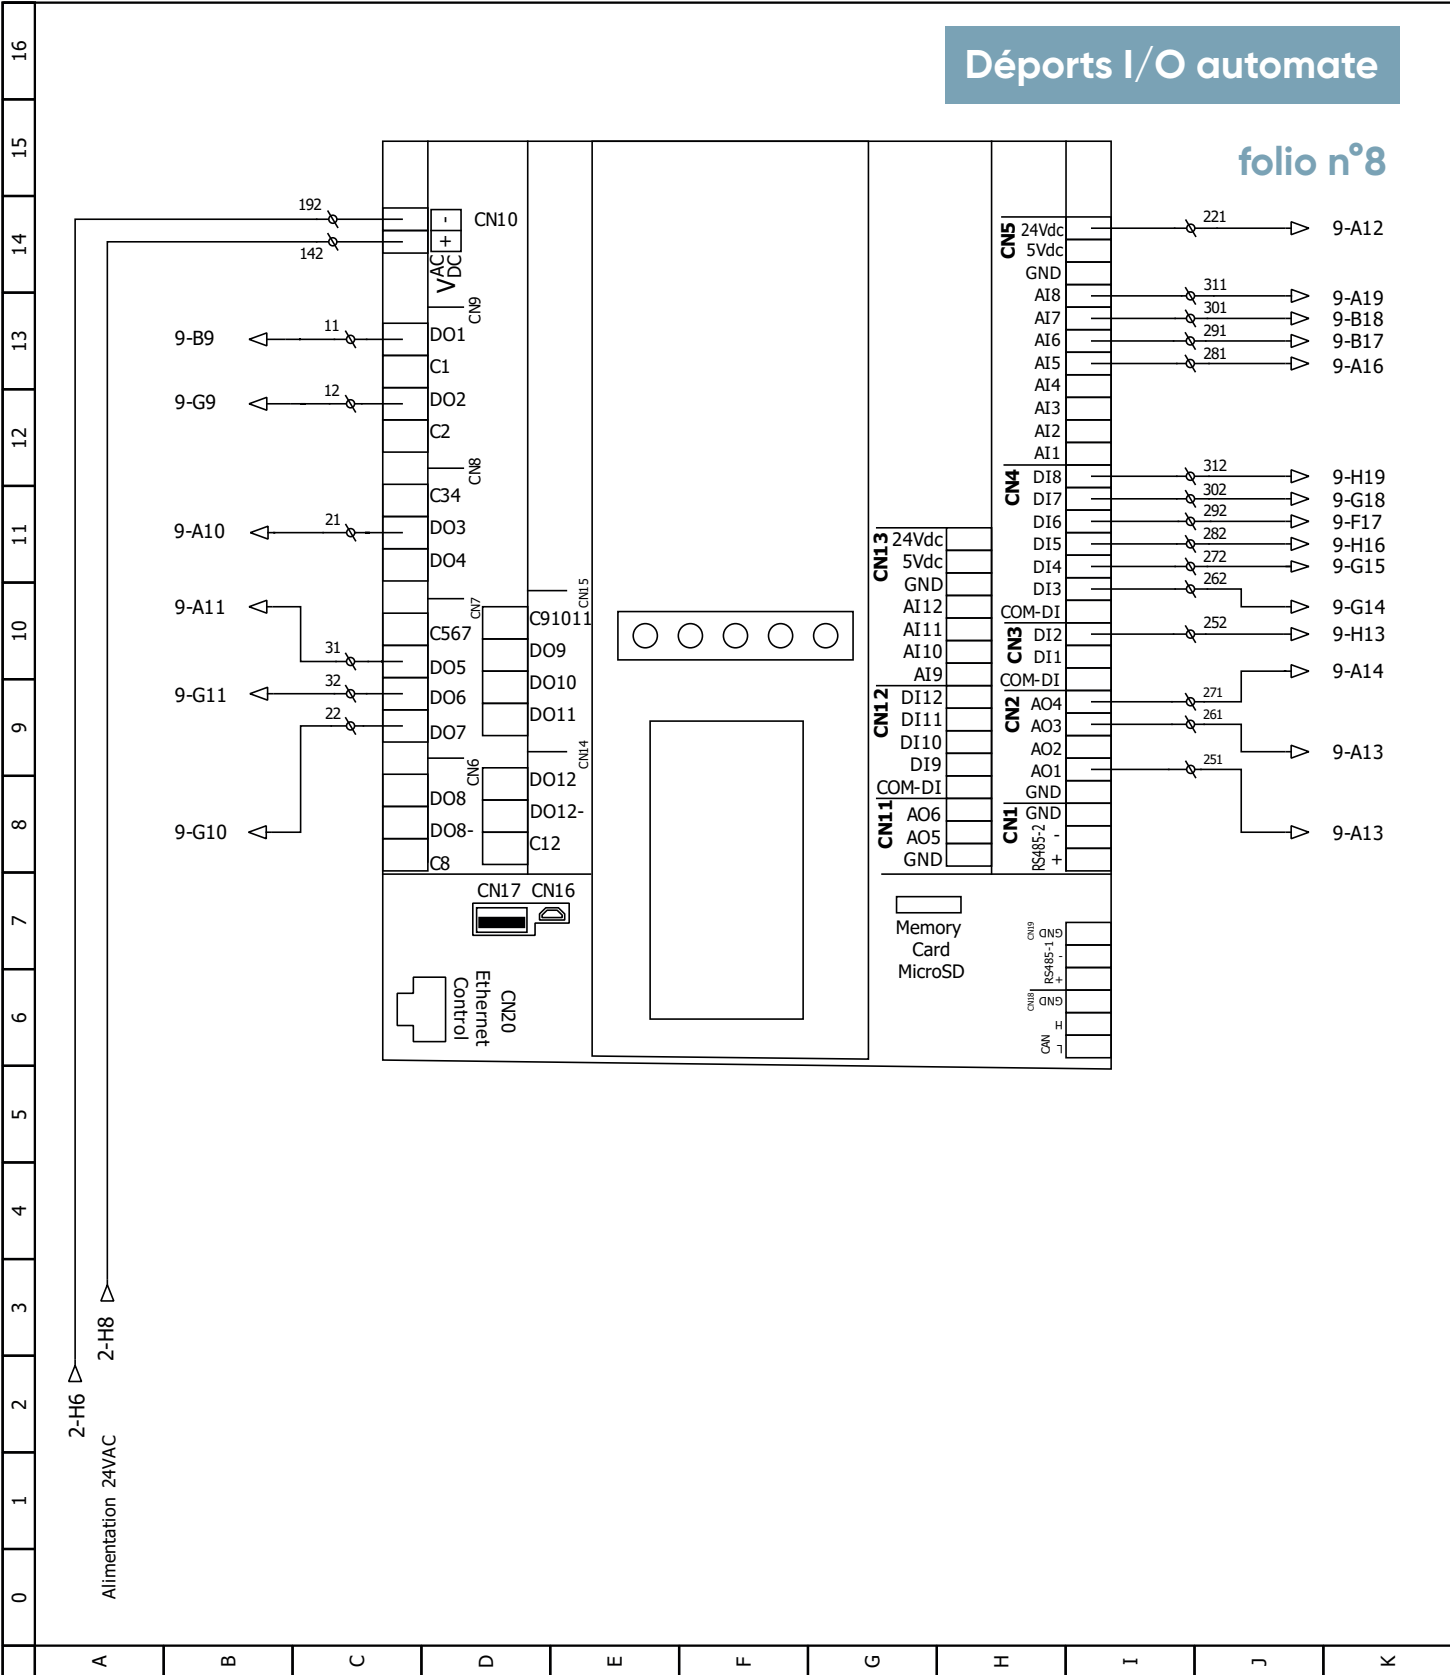 Déports I/O automate
folio n°8
16
15
14
13
12
11
10
9
8
7
6
5
4
3
2
1
0
A
B
C
D
E
F
G
H
I
J
K
192
142
- CN10
+
VAC
DC
CN9
9-B9 11 DO1
C1
9-G9 12 DO2
C2
CN8
C34
9-A10 21 DO3
DO4
CN7
9-A11 C567
31 DO5
9-G11 32 DO6
22 DO7
CN6
DO8
9-G10 DO8-
C8
CN15
C91011
DO9
DO10
DO11
CN14
DO12
DO12-
C12
CN17 CN16
CN20
Ethernet
Control
CN13
24Vdc
5Vdc
GND
AI12
AI11
AI10
AI9
CN12
DI12
DI11
DI10
DI9
COM-DI
CN11
AO6
AO5
GND
Memory
Card
MicroSD
CN5
24Vdc 221 9-A12
5Vdc
GND
AI8 311 9-A19
AI7 301 9-B18
AI6 291 9-B17
AI5 281 9-A16
AI4
AI3
AI2
AI1
CN4
DI8 312 9-H19
DI7 302 9-G18
DI6 292 9-F17
DI5 282 9-H16
DI4 272 9-G15
DI3 262 9-G14
COM-DI
CN3
DI2 252 9-H13
DI1
COM-DI
CN2
AO4 271 9-A14
AO3 261 9-A13
AO2
AO1 251 9-A13
GND
CN1
GND
RS485-2
-
+
CN19
GND
RS485-1
-
+
CN18
GND
H
CAN
L
2-H8
2-H6
Alimentation 24VAC